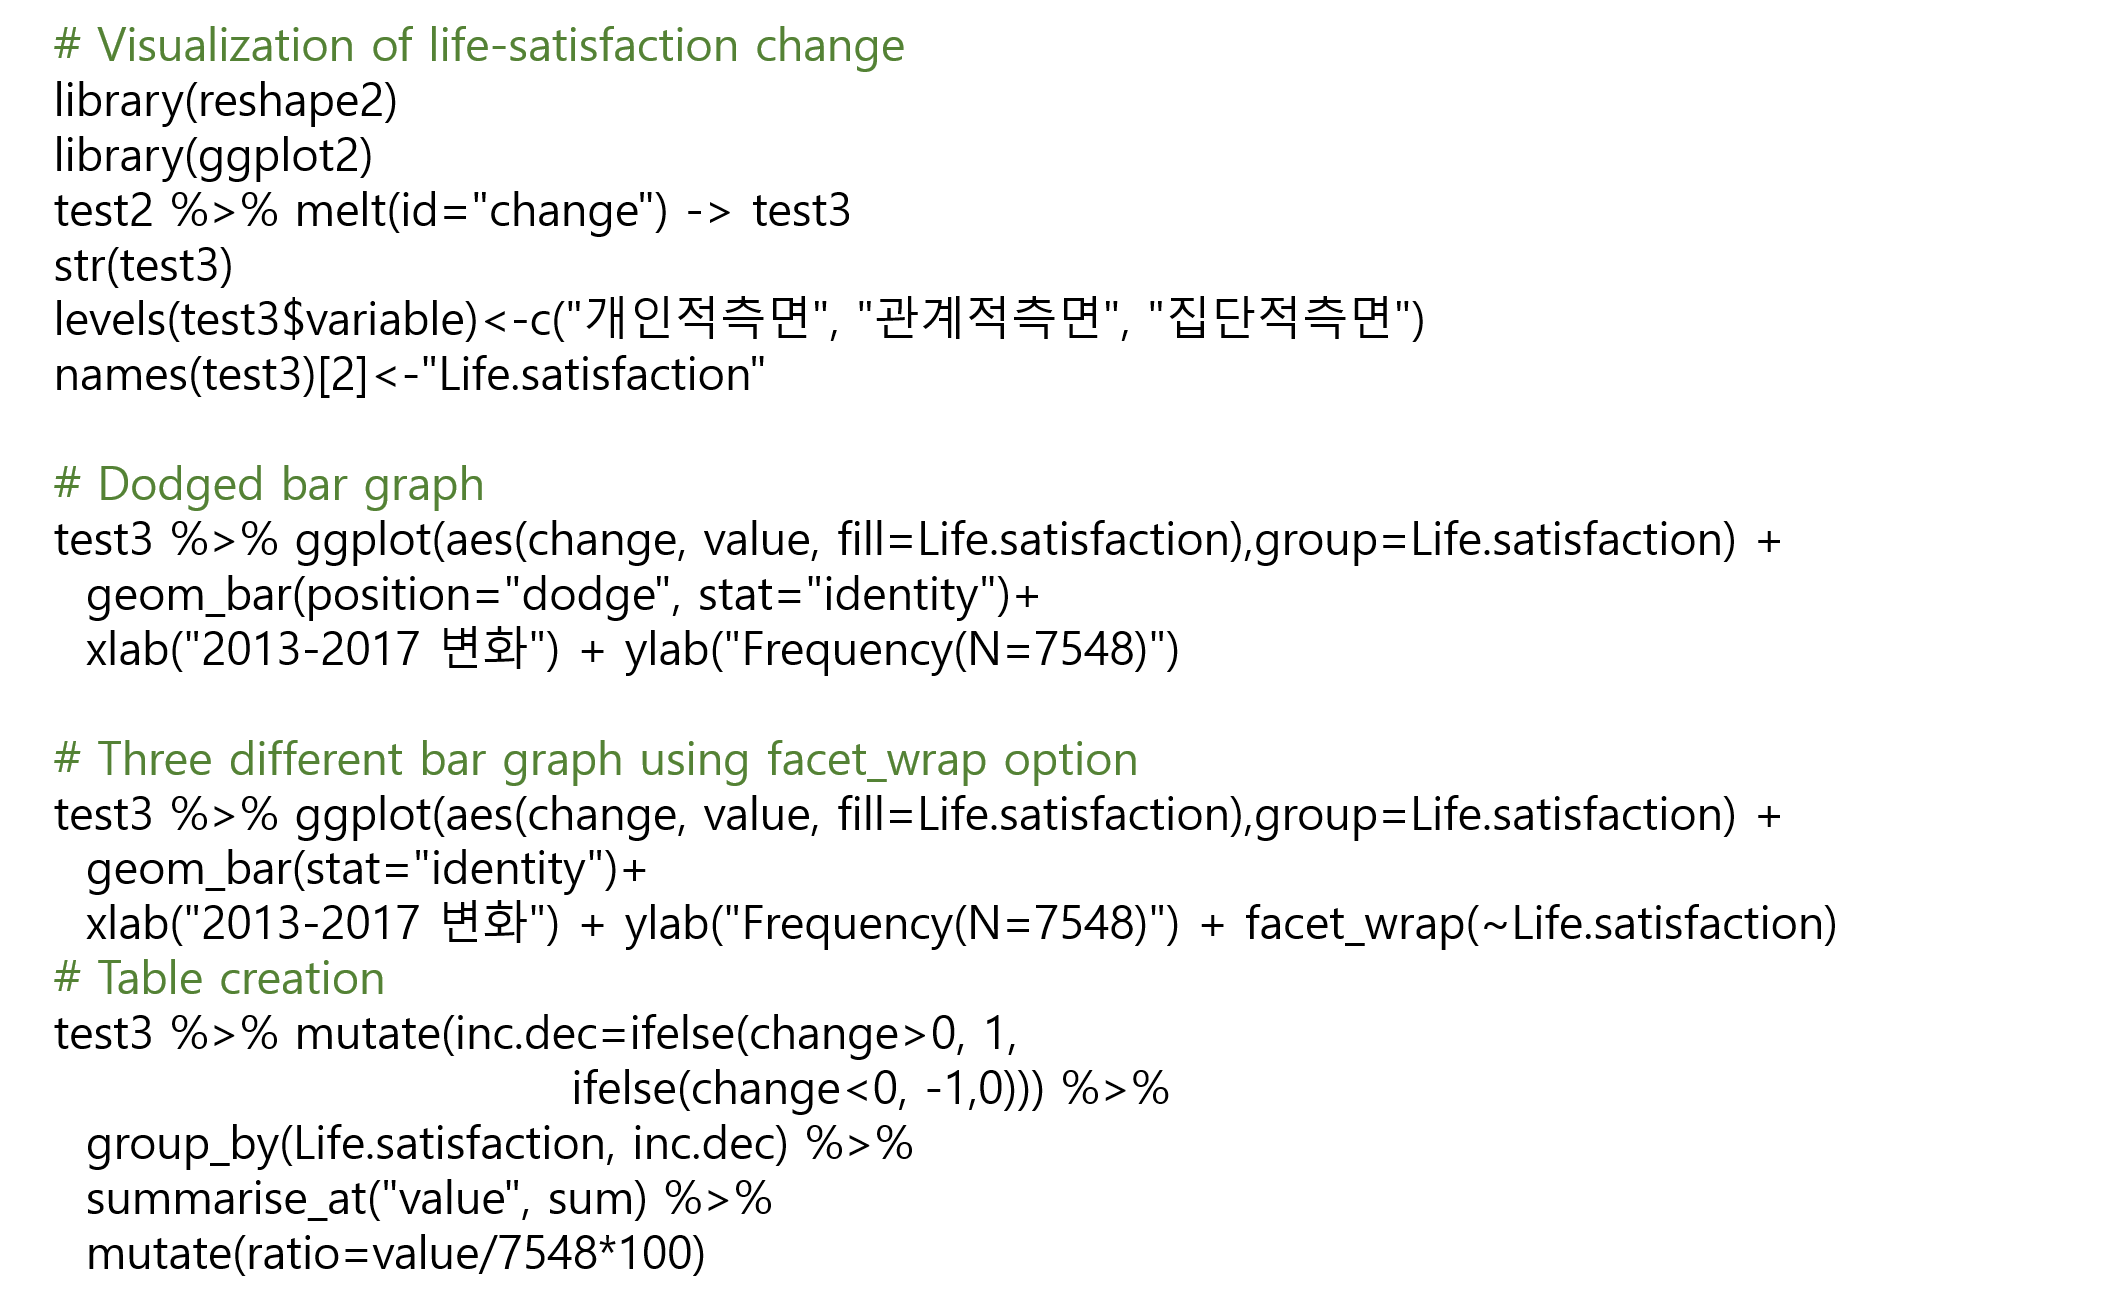 # Visualization of life-satisfaction change
library(reshape2)
library(ggplot2)
test2 %>% melt(id="change") -> test3
str(test3)
levels(test3$variable)<-c("개인적측면", "관계적측면", "집단적측면")
names(test3)[2]<-"Life.satisfaction"

# Dodged bar graph
test3 %>% ggplot(aes(change, value, fill=Life.satisfaction),group=Life.satisfaction) +
  geom_bar(position="dodge", stat="identity")+
  xlab("2013-2017 변화") + ylab("Frequency(N=7548)")

# Three different bar graph using facet_wrap option
test3 %>% ggplot(aes(change, value, fill=Life.satisfaction),group=Life.satisfaction) +
  geom_bar(stat="identity")+
  xlab("2013-2017 변화") + ylab("Frequency(N=7548)") + facet_wrap(~Life.satisfaction)
# Table creation
test3 %>% mutate(inc.dec=ifelse(change>0, 1,
                                ifelse(change<0, -1,0))) %>%
  group_by(Life.satisfaction, inc.dec) %>%
  summarise_at("value", sum) %>%
  mutate(ratio=value/7548*100)